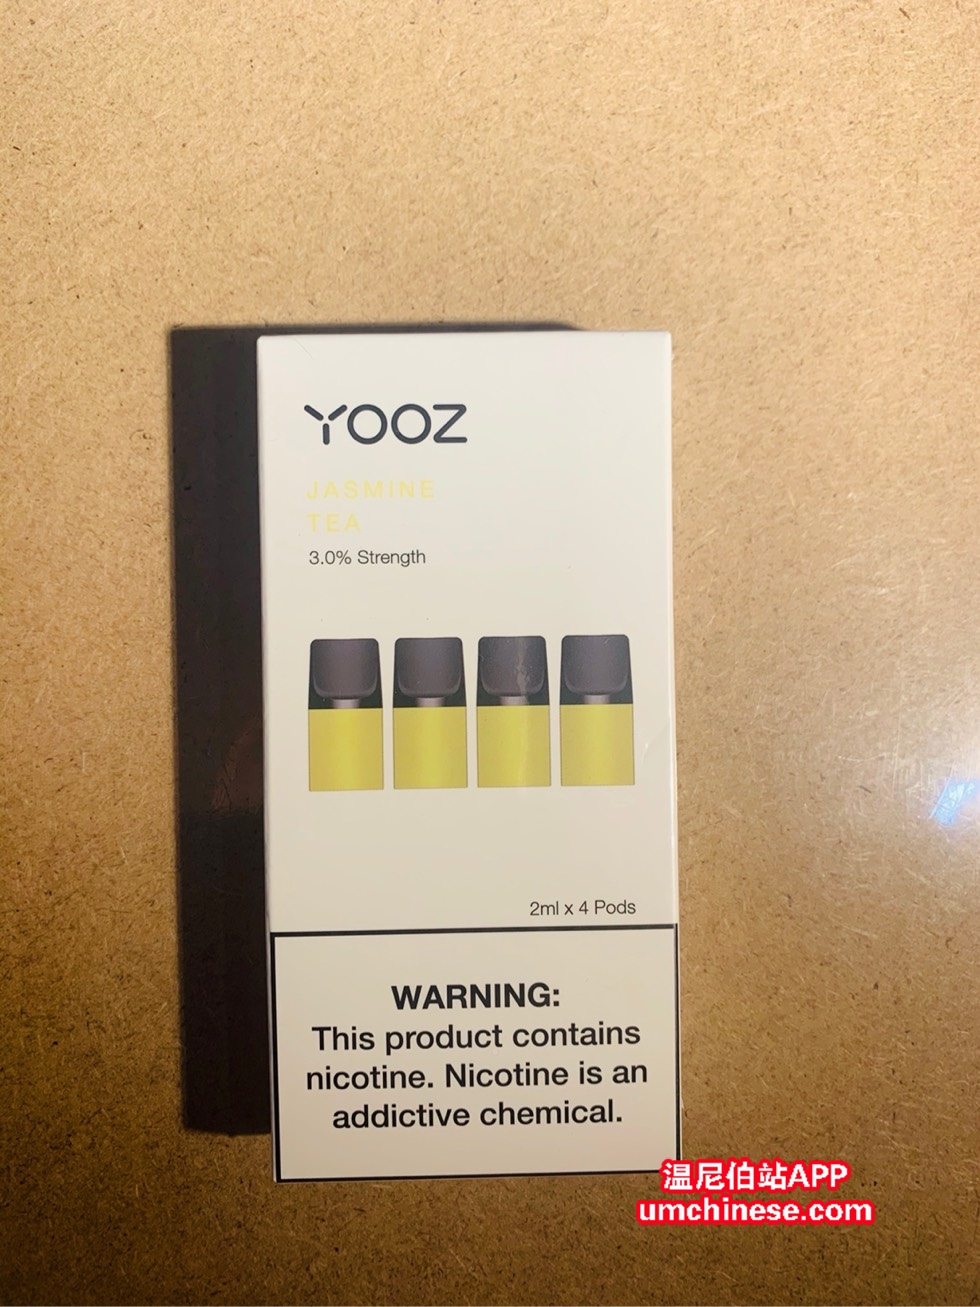 YOOZ
JASMINE
TEA
3.0% Strength
2ml x 4 Pods
WARNING:
This product contains
nicotine. Nicotine is an
addictive chemical.
温尼伯站APP
umchinese.com